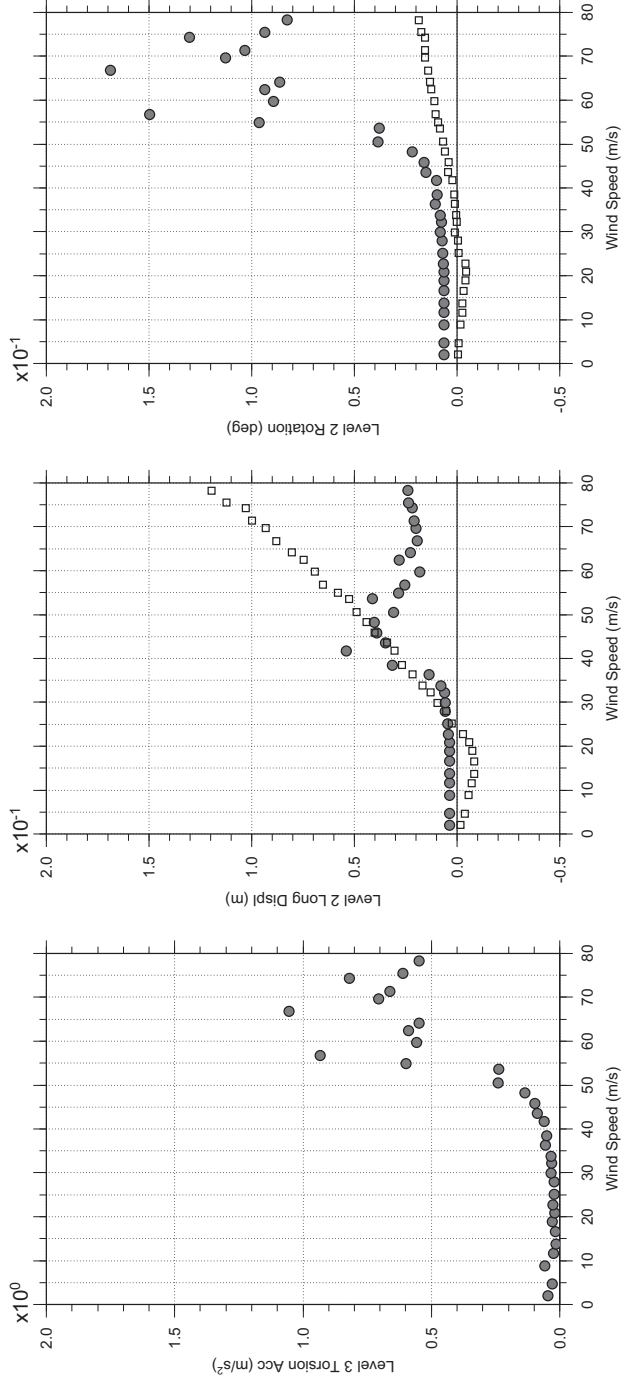 x10⁰
2.0
1.5
1.0
0.5
0.0
Level 3 Torsion Acc (m/s²)
0 10 20 30 40 50 60 70 80
Wind Speed (m/s)
x10⁻¹
2.0
1.5
1.0
0.5
0.0
-0.5
Level 2 Long Displ (m)
0 10 20 30 40 50 60 70 80
Wind Speed (m/s)
x10⁻¹
2.0
1.5
1.0
0.5
0.0
-0.5
Level 2 Rotation (deg)
0 10 20 30 40 50 60 70 80
Wind Speed (m/s)